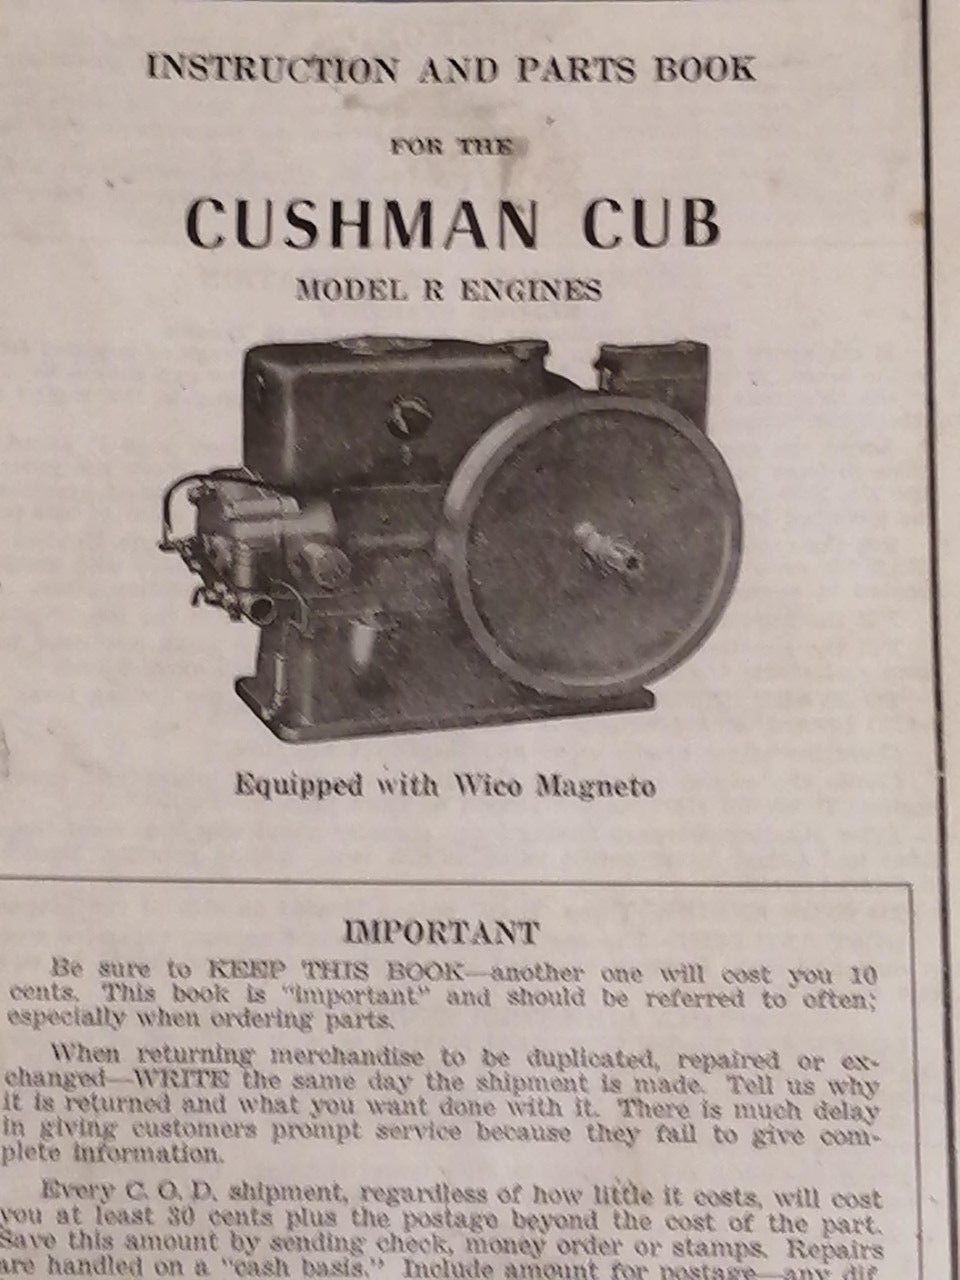 INSTRUCTION AND PARTS BOOK
FOR THE
CUSHMAN CUB
MODEL R ENGINES
Equipped with Wico Magneto
IMPORTANT
Be sure to KEEP THIS BOOK—another one will cost you 10
cents. This book is "important" and should be referred to often;
especially when ordering parts.
When returning merchandise to be duplicated, repaired or ex-
changed—WRITE the same day the shipment is made. Tell us why
it is returned and what you want done with it. There is much delay
in giving customers prompt service because they fail to give com-
plete information.
Every C. O. D. shipment, regardless of how little it costs, will cost
you at least 30 cents plus the postage beyond the cost of the part.
Save this amount by sending check, money order or stamps. Repairs
are handled on a "cash basis." Include amount for postage—any dif